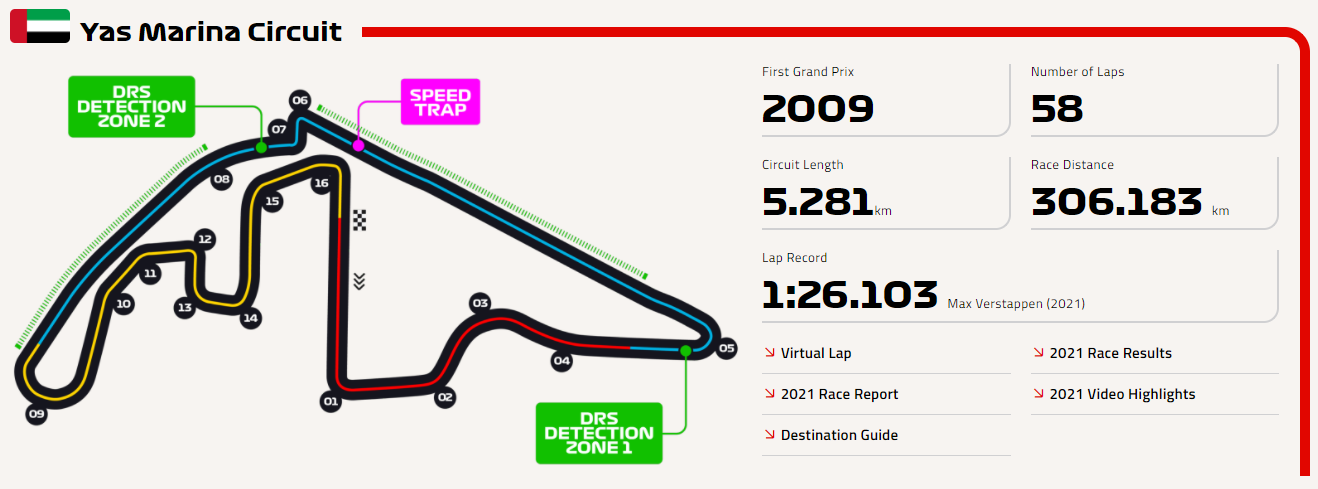 Yas Marina Circuit
DRS
DETECTION
ZONE 2
SPEED
TRAP
06
07
08
16
15
12
11
10
13
14
03
04
05
09
01
02
DRS
DETECTION
ZONE 1
First Grand Prix
2009
Number of Laps
58
Circuit Length
5.281km
Race Distance
306.183 km
Lap Record
1:26.103 Max Verstappen (2021)
Virtual Lap
2021 Race Results
2021 Race Report
2021 Video Highlights
Destination Guide